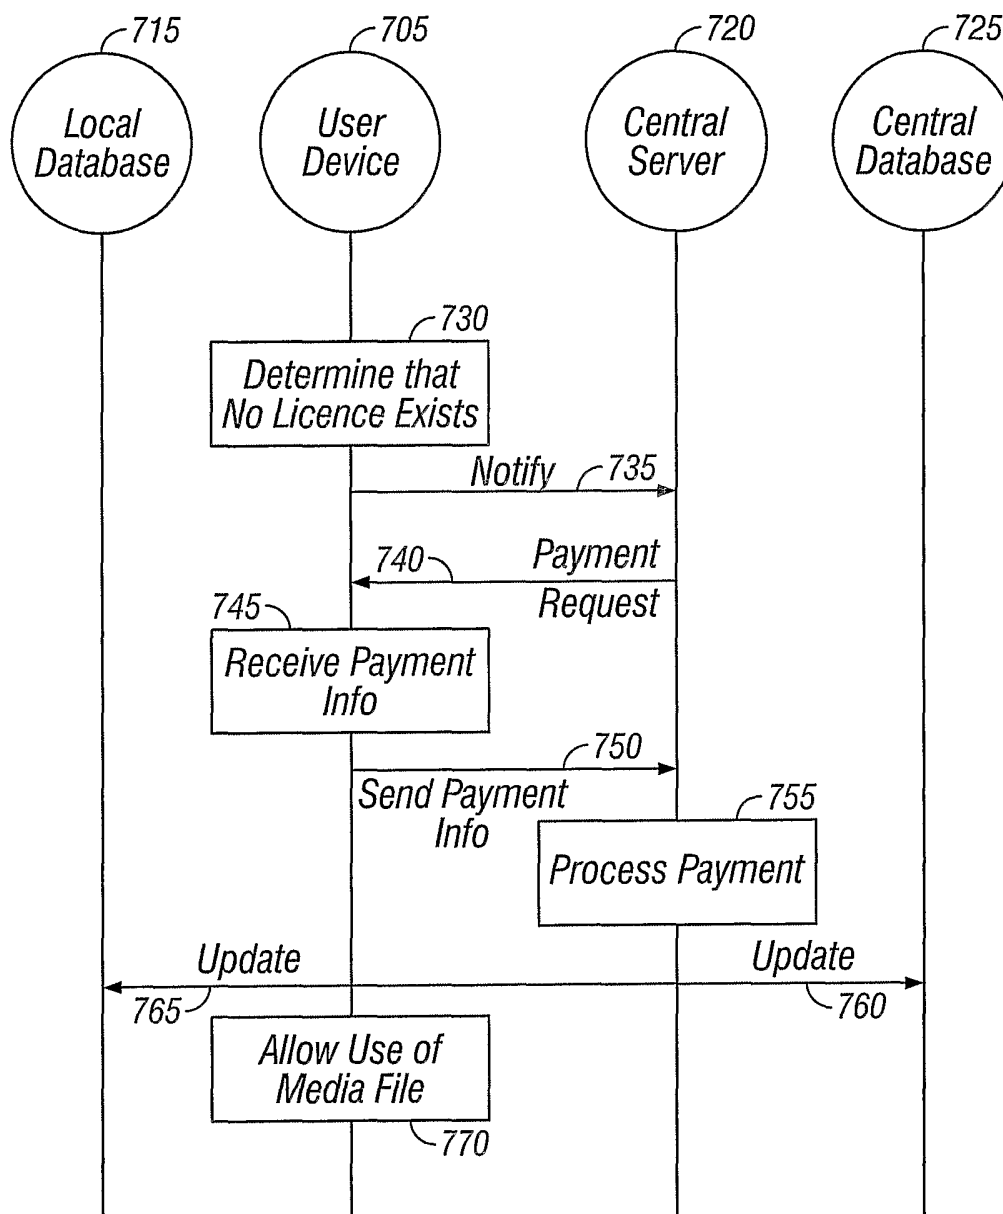 715
705
720
725
Local
Database
User
Device
Central
Server
Central
Database
730
Determine that
No Licence Exists
Notify
735
740
Payment
Request
745
Receive Payment
Info
750
Send Payment
Info
755
Process Payment
Update
Update
765
760
Allow Use of
Media File
770